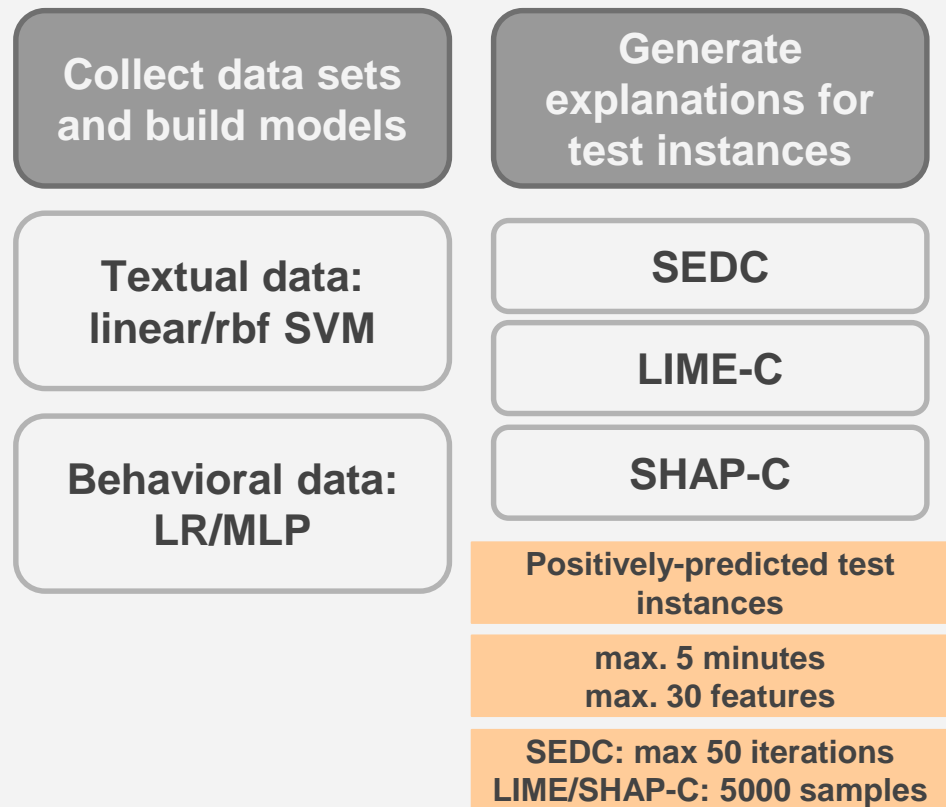 Collect data sets
and build models
Textual data:
linear/rbf SVM
Behavioral data:
LR/MLP
Generate
explanations for
test instances
SEDC
LIME-C
SHAP-C
Positively-predicted test
instances
max. 5 minutes
max. 30 features
SEDC: max 50 iterations
LIME/SHAP-C: 5000 samples